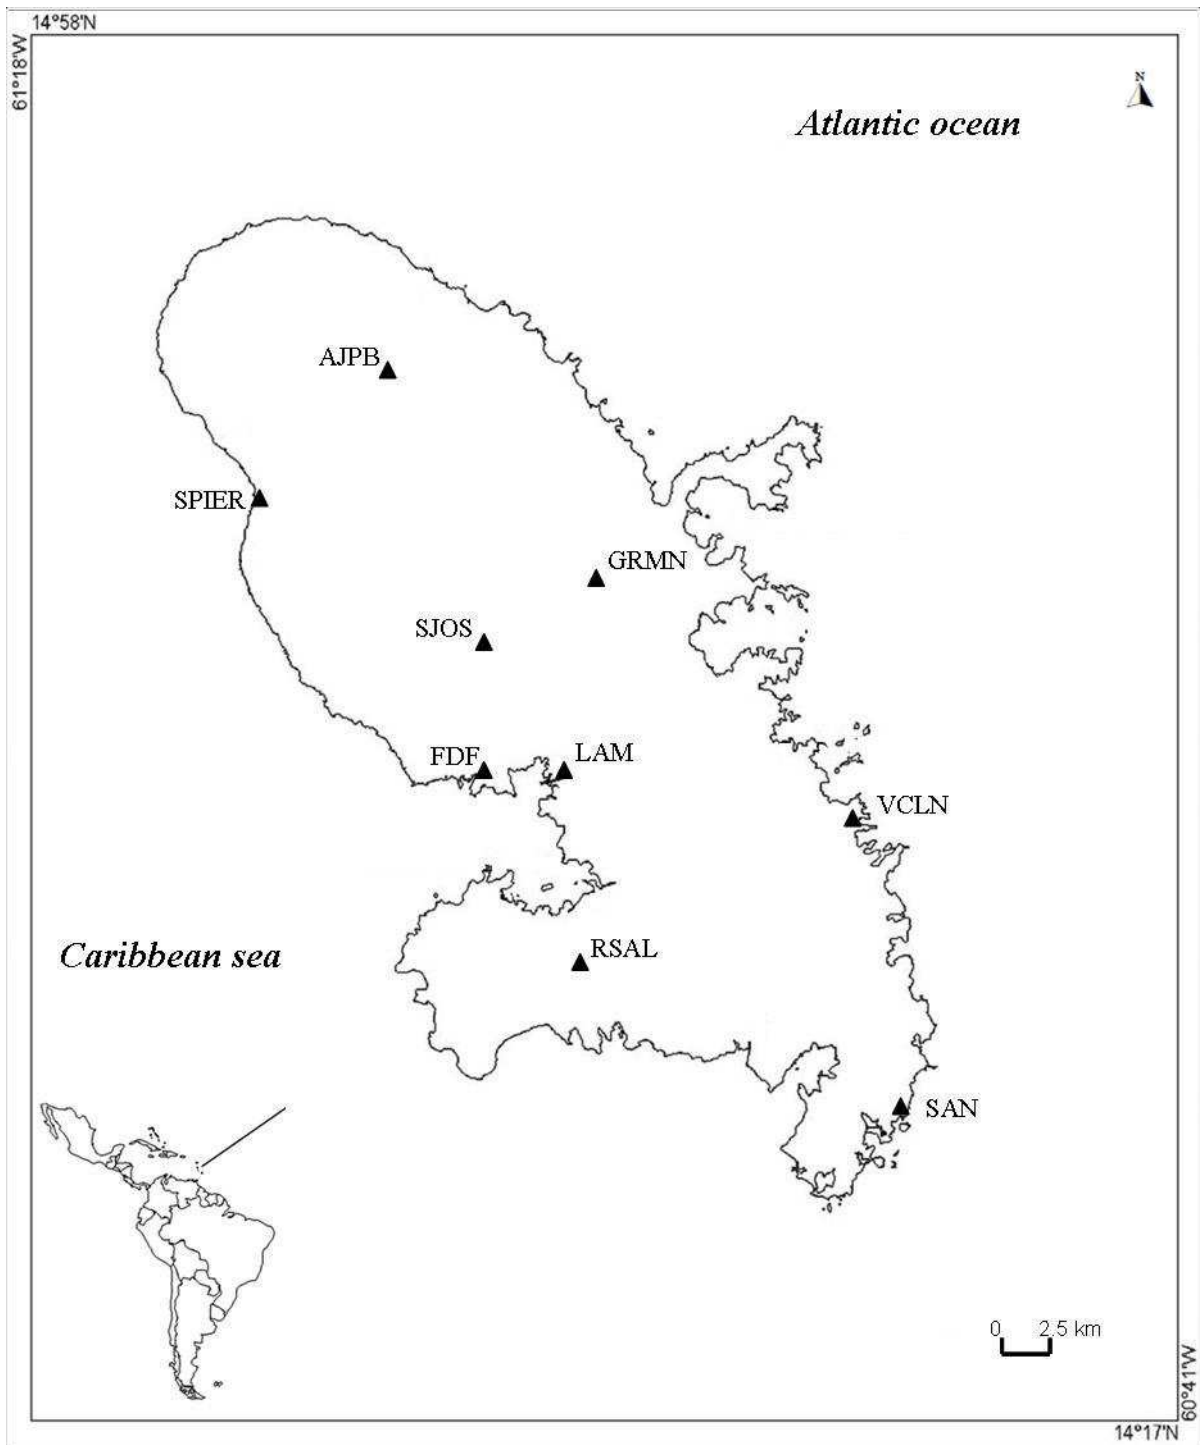 14°58'N
61°18'W
N
Atlantic ocean
AJPB
SPIER
GRMN
SJOS
FDF
LAM
VCLN
RSAL
Caribbean sea
SAN
0 2.5 km
60°41'W
14°17'N